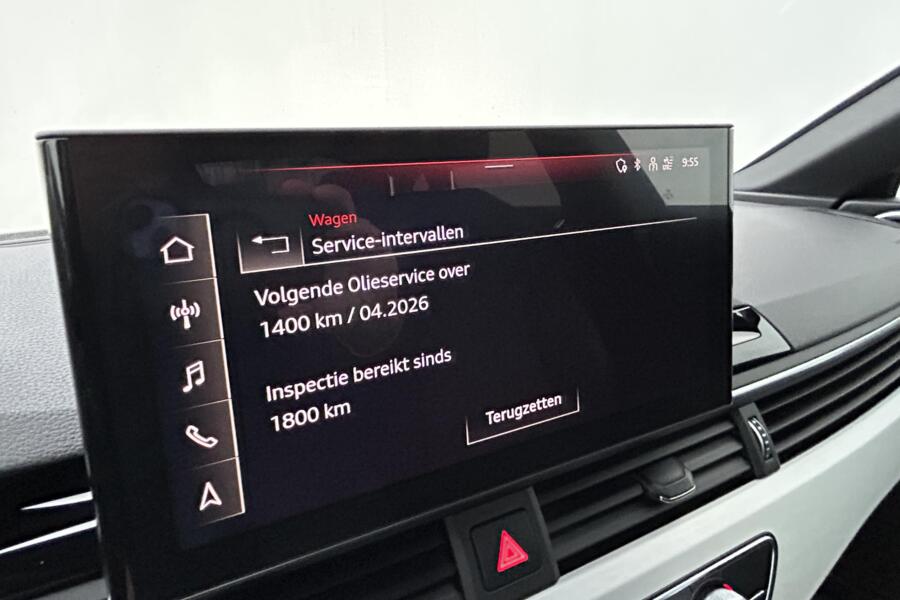 9:55
Wagen
Service-intervallen
Volgende Olieservice over
1400 km / 04.2026
Inspectie bereikt sinds
1800 km
Terugzetten